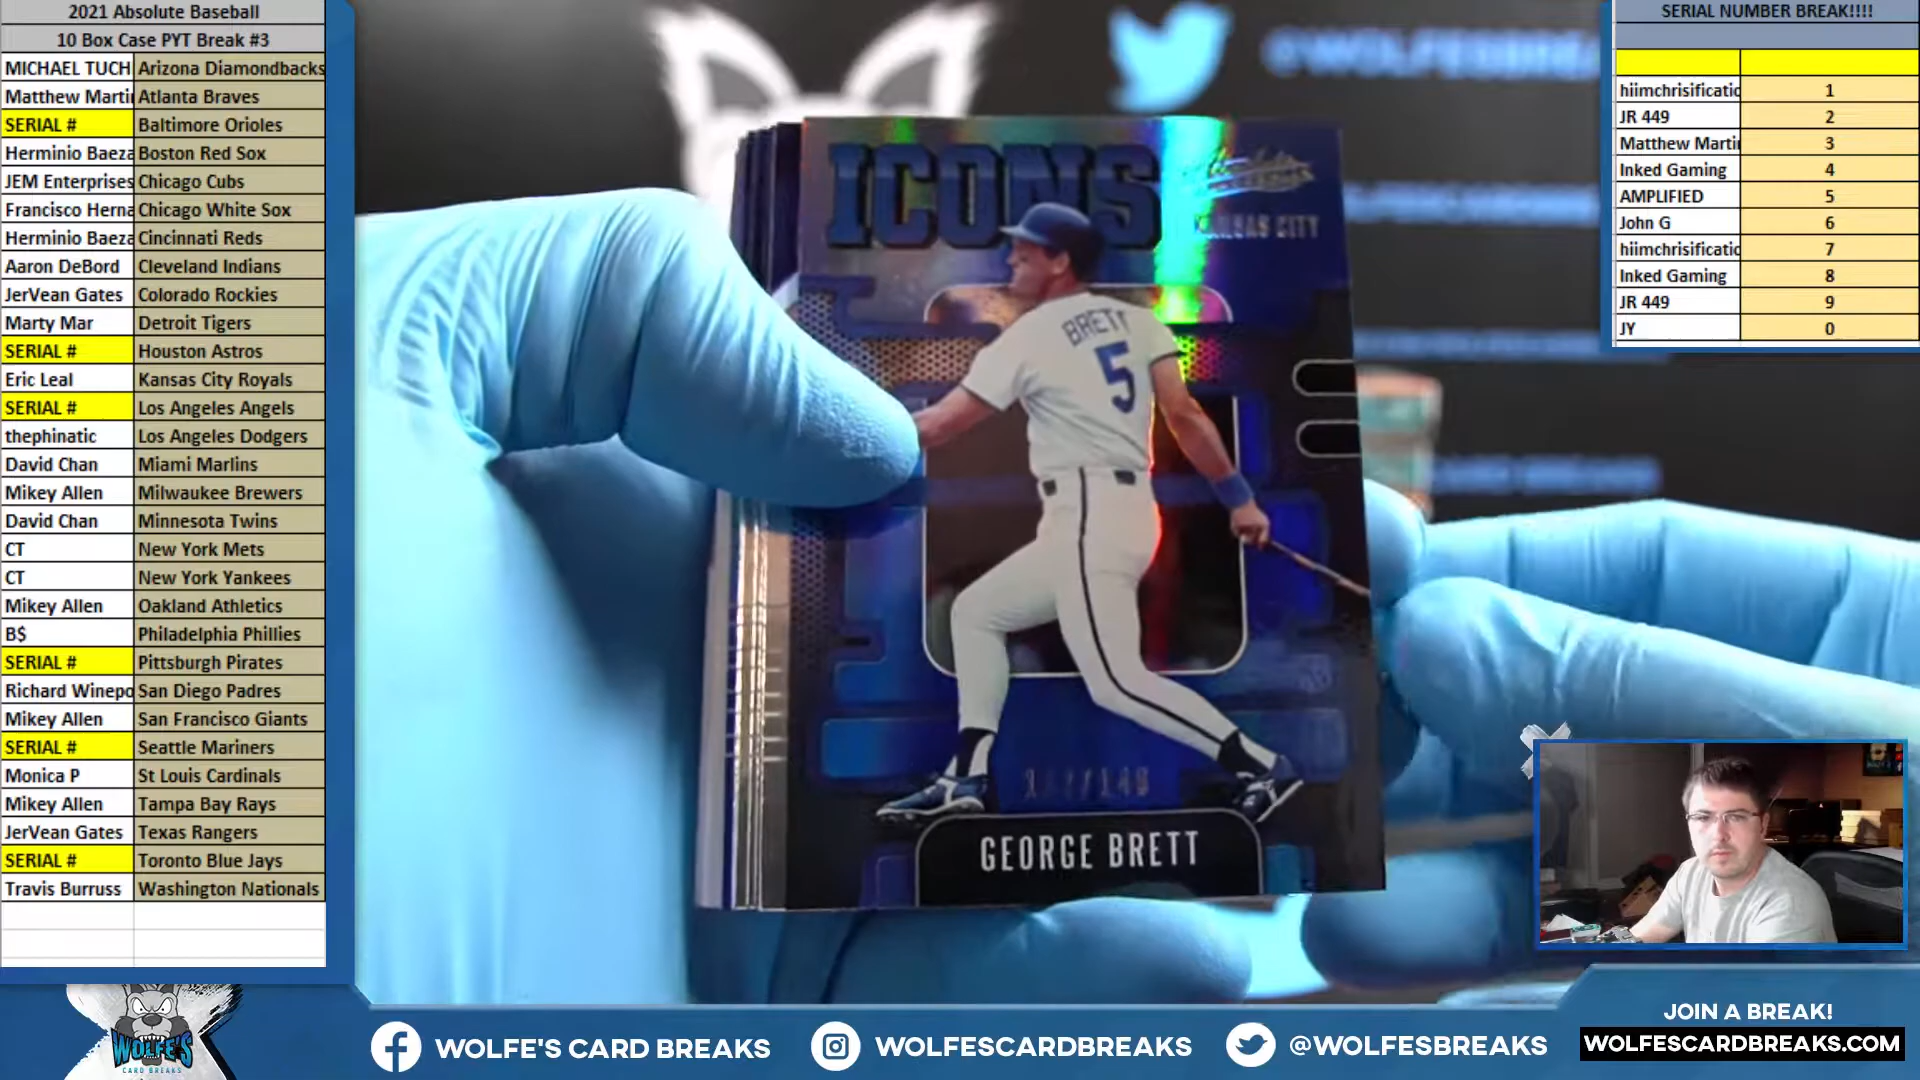 2021 Absolute Baseball
10 Box Case PYT Break #3
MICHAEL TUCH Arizona Diamondbacks
Matthew Marti Atlanta Braves
SERIAL # Baltimore Orioles
Herminio Baeza Boston Red Sox
JEM Enterprises Chicago Cubs
Francisco Herna Chicago White Sox
Herminio Baeza Cincinnati Reds
Aaron DeBord Cleveland Indians
JerVean Gates Colorado Rockies
Marty Mar Detroit Tigers
SERIAL # Houston Astros
Eric Leal Kansas City Royals
SERIAL # Los Angeles Angels
thephinatic Los Angeles Dodgers
David Chan Miami Marlins
Mikey Allen Milwaukee Brewers
David Chan Minnesota Twins
CT New York Mets
CT New York Yankees
Mikey Allen Oakland Athletics
B$ Philadelphia Phillies
SERIAL # Pittsburgh Pirates
Richard Winepo San Diego Padres
Mikey Allen San Francisco Giants
SERIAL # Seattle Mariners
Monica P St Louis Cardinals
Mikey Allen Tampa Bay Rays
JerVean Gates Texas Rangers
SERIAL # Toronto Blue Jays
Travis Burruss Washington Nationals
@WOLFESBREA
ICONS
KANSAS CITY
BRETT
5
GEORGE BRETT
SERIAL NUMBER BREAK!!!!
hiimchrisificatio 1
JR 449 2
Matthew Marti 3
Inked Gaming 4
AMPLIFIED 5
John G 6
hiimchrisificatio 7
Inked Gaming 8
JR 449 9
JY 0
WOLFE'S
CARD BREAKS
WOLFE'S CARD BREAKS
WOLFESCARDBREAKS
@WOLFESBREAKS
JOIN A BREAK!
WOLFESCARDBREAKS.COM